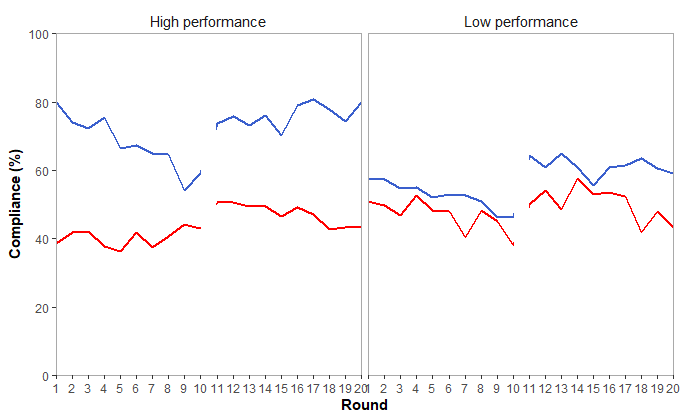 High performance Low performance
100
80
60
40
20
0
Compliance (%)
1 2 3 4 5 6 7 8 9 10 11 12 13 14 15 16 17 18 19 20 1 2 3 4 5 6 7 8 9 10 11 12 13 14 15 16 17 18 19 20
Round